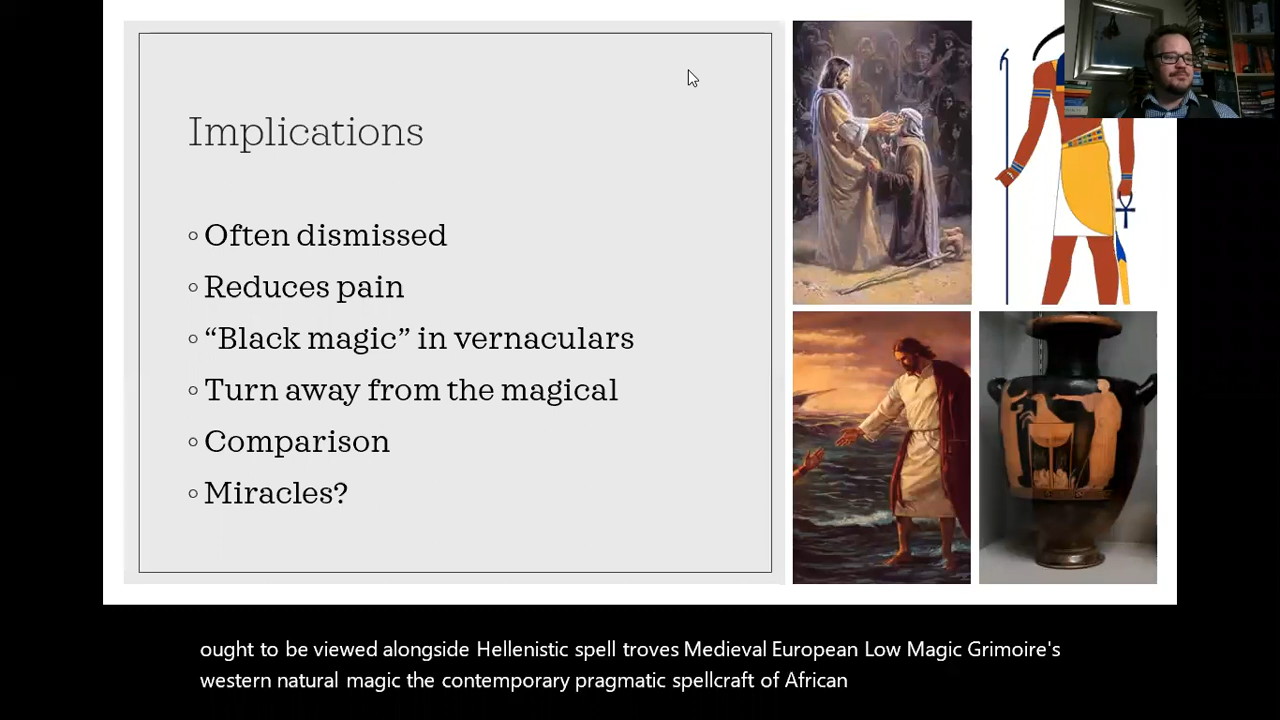 Implications
◦ Often dismissed
◦ Reduces pain
◦ “Black magic” in vernaculars
◦ Turn away from the magical
◦ Comparison
◦ Miracles?
ought to be viewed alongside Hellenistic spell troves Medieval European Low Magic Grimoire's
western natural magic the contemporary pragmatic spellcraft of African